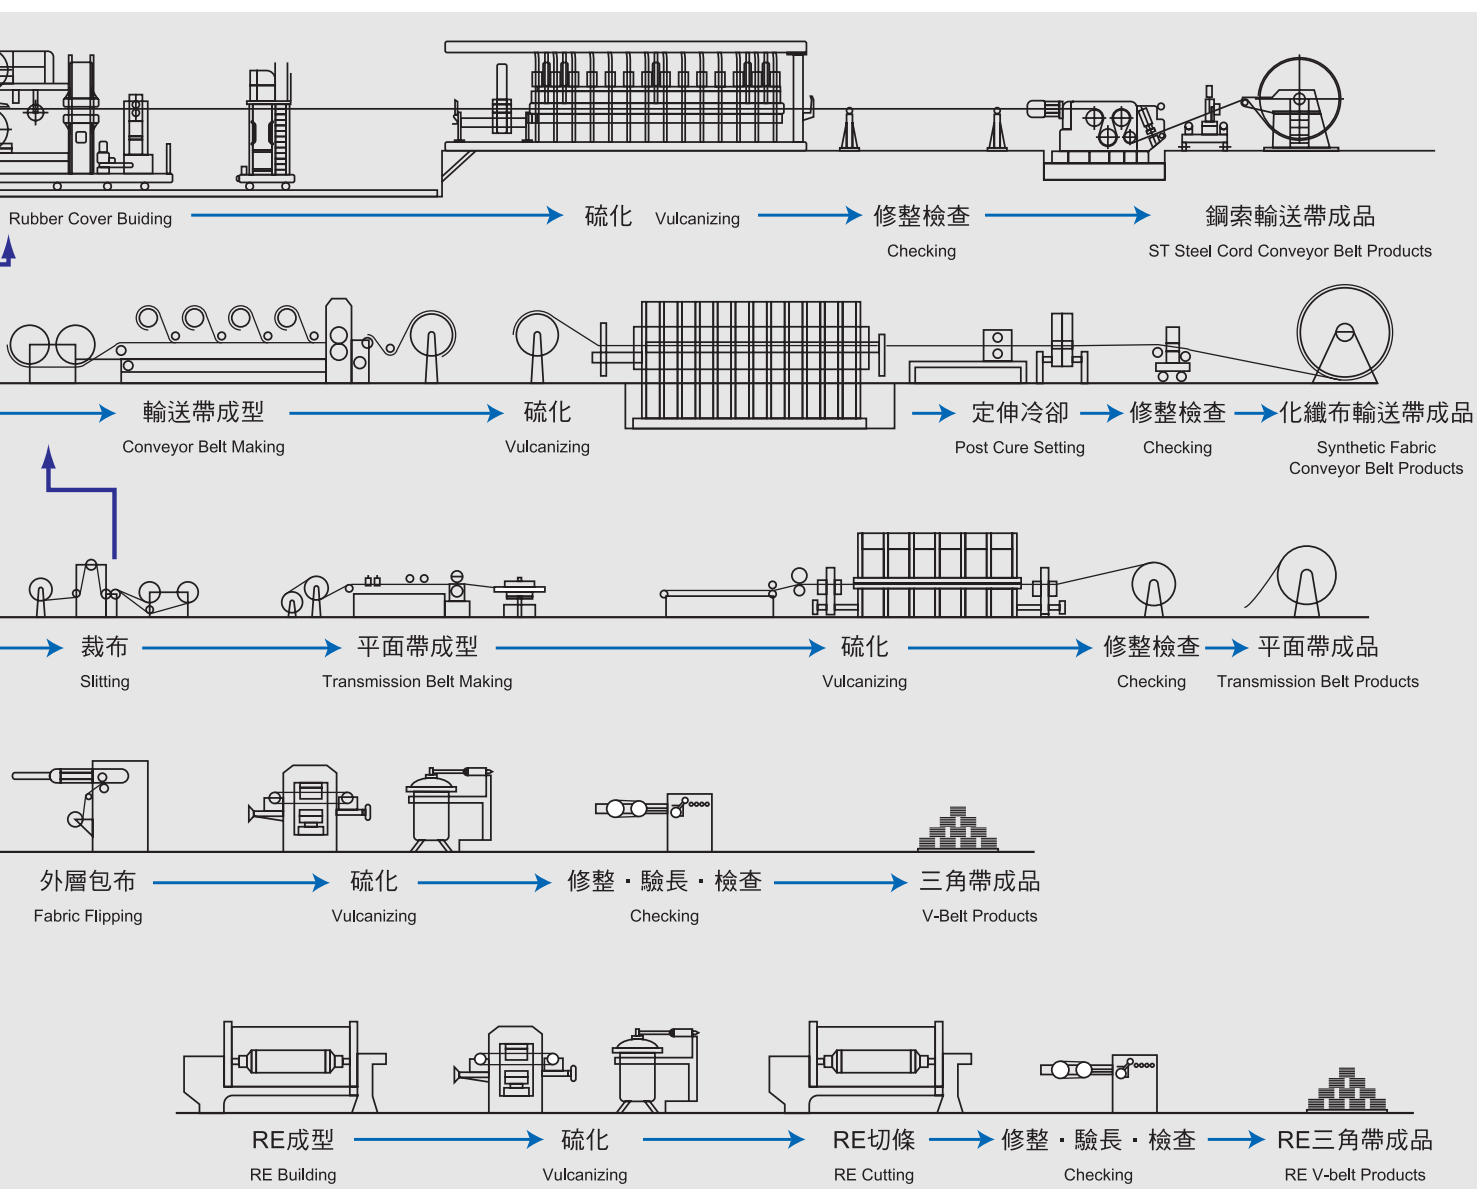 Rubber Cover Buiding
硫化 Vulcanizing
修整檢查
Checking
鋼索輸送帶成品
ST Steel Cord Conveyor Belt Products
輸送帶成型
Conveyor Belt Making
硫化
Vulcanizing
定伸冷卻
Post Cure Setting
修整檢查
Checking
化纖布輸送帶成品
Synthetic Fabric
Conveyor Belt Products
裁布
Slitting
平面帶成型
Transmission Belt Making
硫化
Vulcanizing
修整檢查
Checking
平面帶成品
Transmission Belt Products
外層包布
Fabric Flipping
硫化
Vulcanizing
修整・驗長・檢查
Checking
三角帶成品
V-Belt Products
RE成型
RE Building
硫化
Vulcanizing
RE切條
RE Cutting
修整・驗長・檢查
Checking
RE三角帶成品
RE V-belt Products